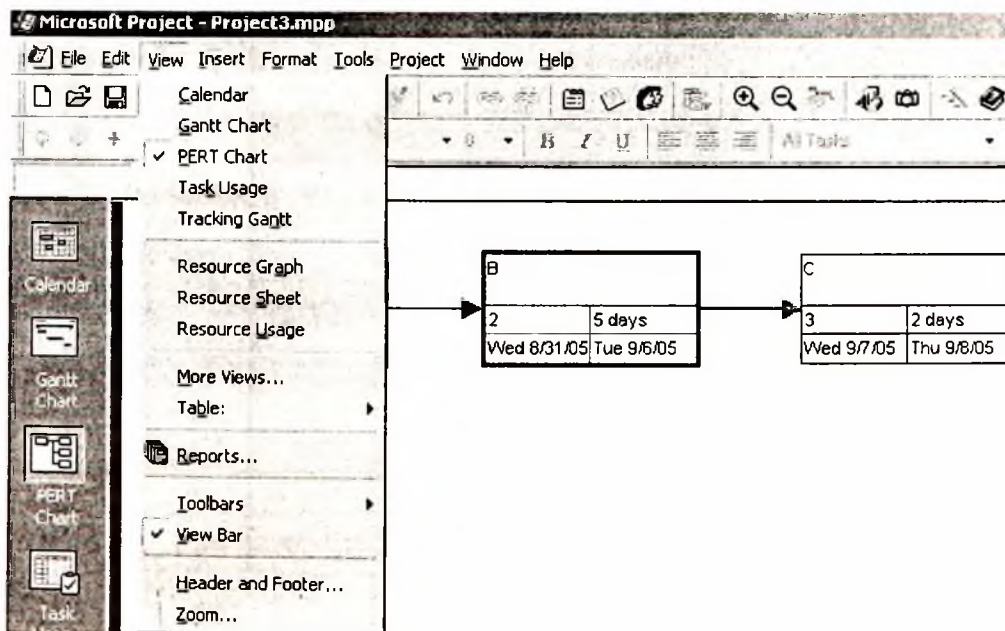 Microsoft Project - Project3.mpp
File Edit View Insert Format Tools Project Window Help
Calendar
Gantt Chart
PERT Chart
Task Usage
Tracking Gantt
Resource Graph
Resource Sheet
Resource Usage
More Views...
Table:
Reports...
Toolbars
View Bar
Header and Footer...
Zoom...
8 B I U All Tasks
Calendar
Gantt
Chart
PERT
Chart
Task
B
2 5 days
Wed 8/31/05 Tue 9/6/05
C
3 2 days
Wed 9/7/05 Thu 9/8/05